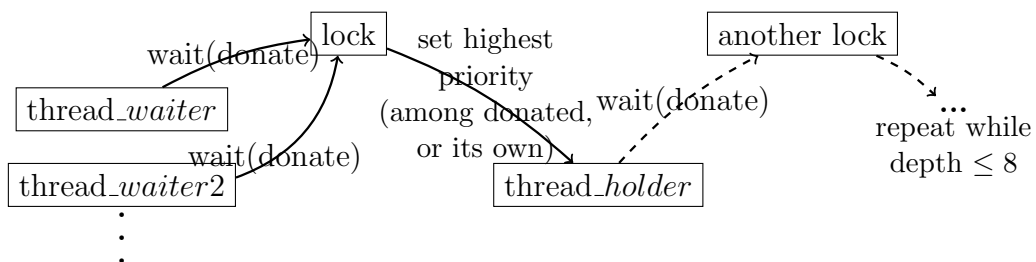 lock
another lock
wait(donate)
set highest
priority
(among donated,
or its own)
wait(donate)
...
repeat while
depth ≤ 8
thread_waiter
wait(donate)
thread_waiter2
thread_holder